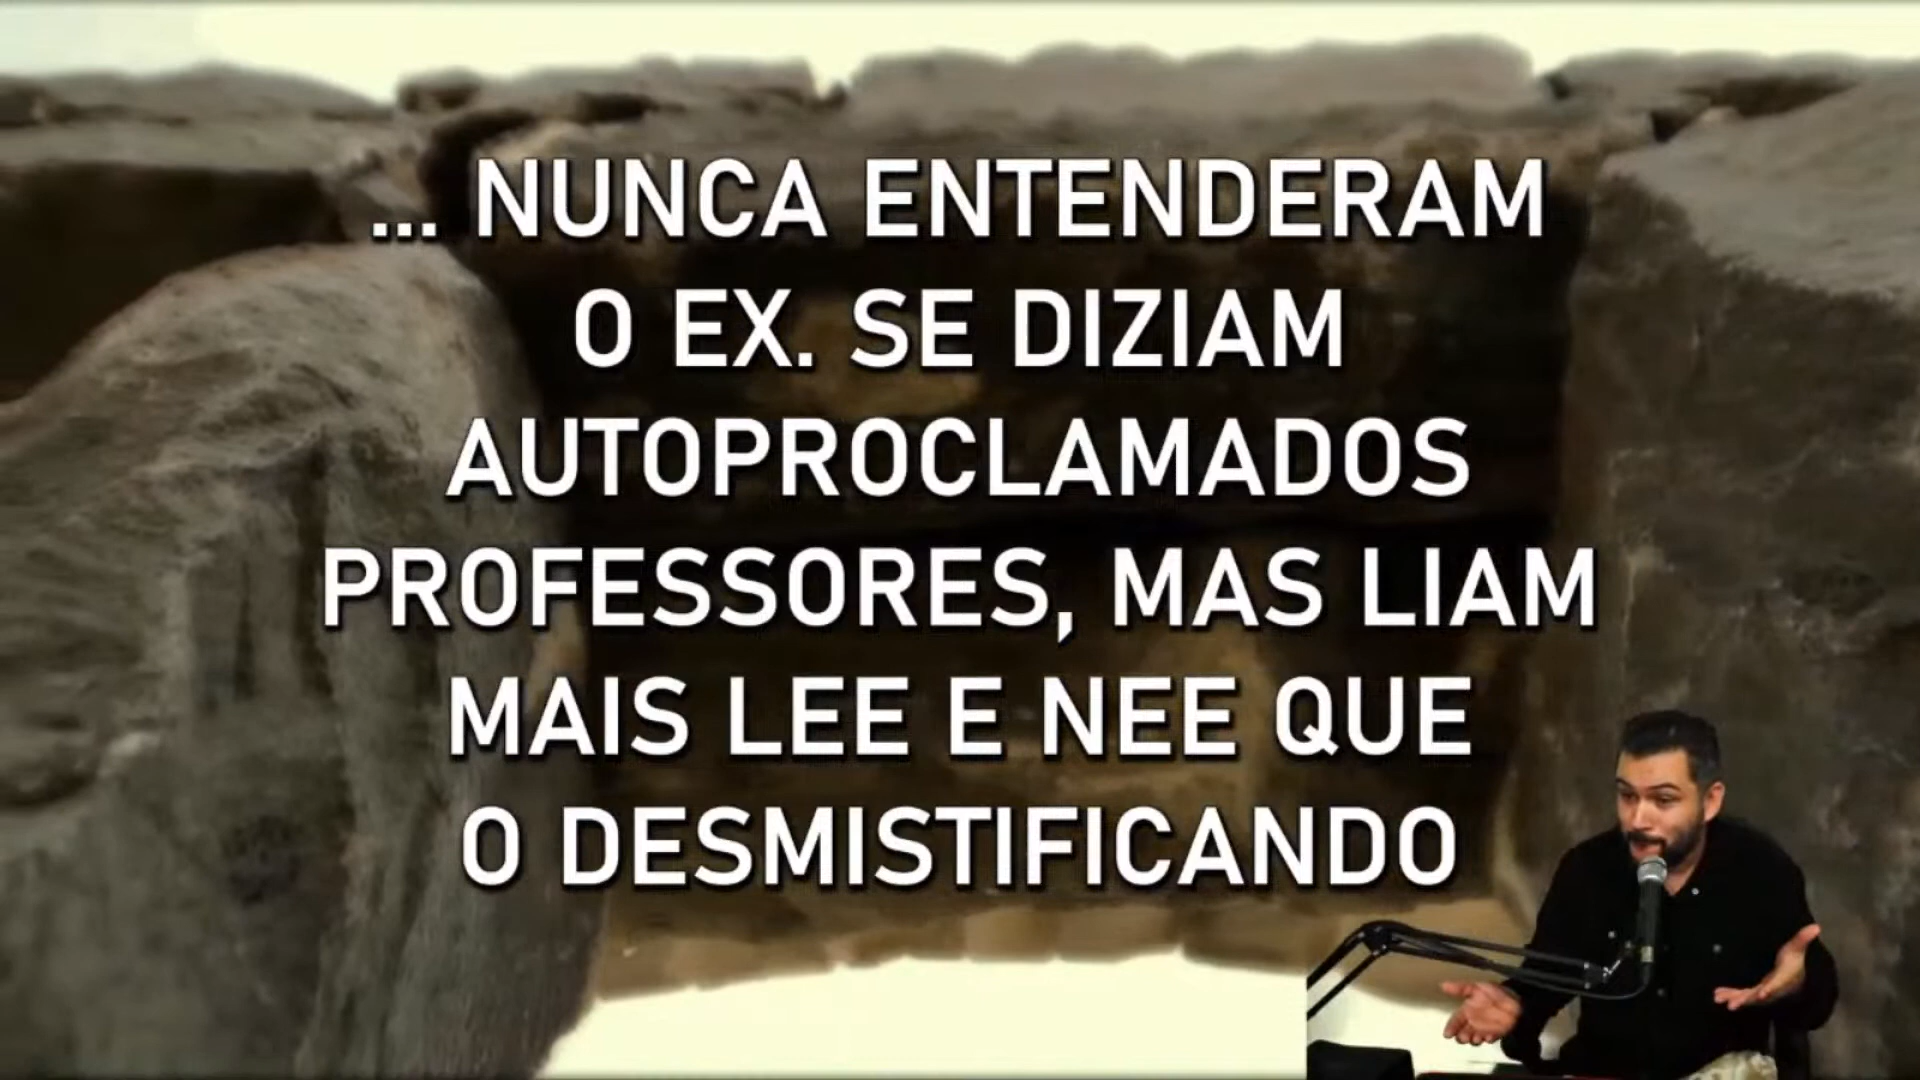 ... NUNCA ENTENDERAM
O EX. SE DIZIAM
AUTOPROCLAMADOS
PROFESSORES, MAS LIAM
MAIS LEE E NEE QUE
O DESMISTIFICANDO